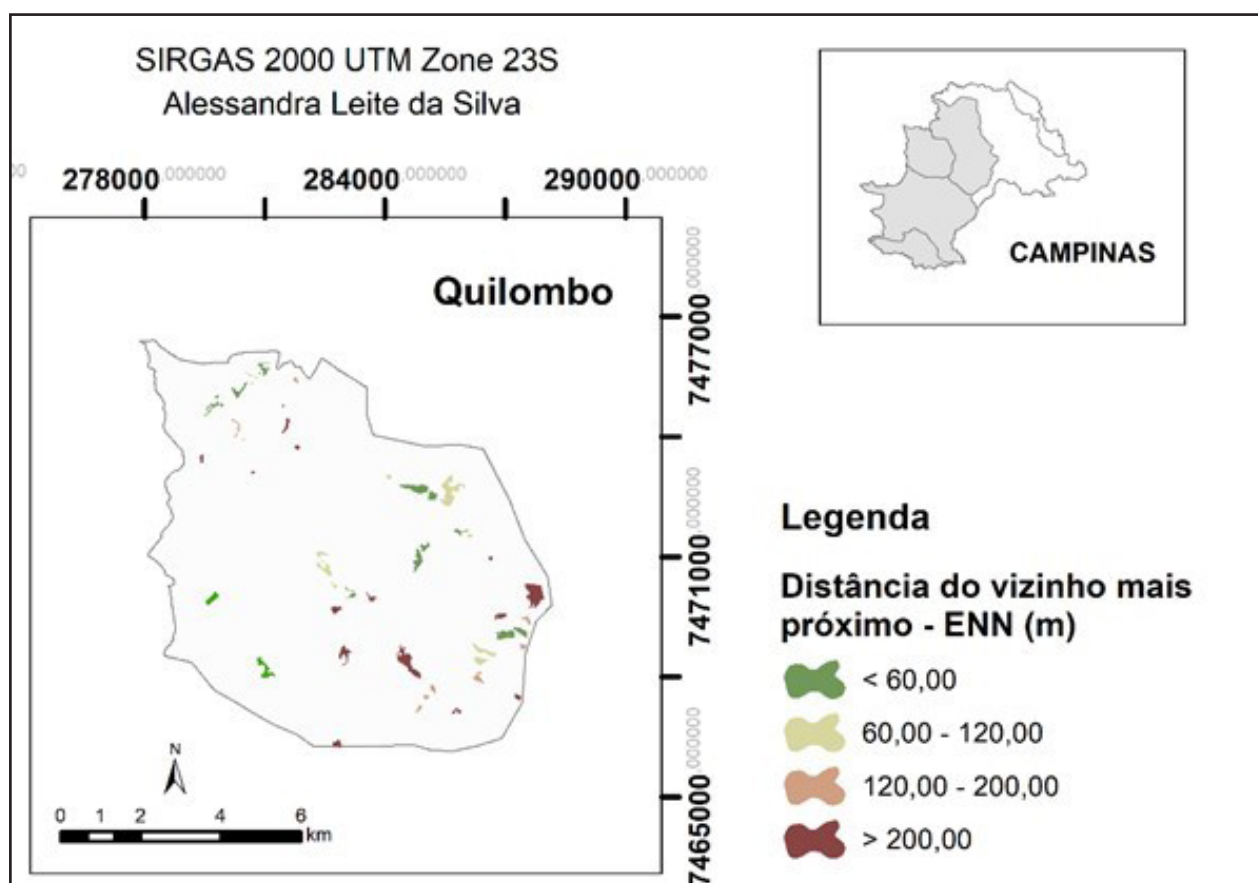 SIRGAS 2000 UTM Zone 23S
Alessandra Leite da Silva
00 278000,000000 284000,000000 290000,000000
Quilombo
7477000,000000
7471000,000000
7465000,000000
N
0 1 2 4 6
km
CAMPINAS
Legenda
Distância do vizinho mais
próximo - ENN (m)
< 60,00
60,00 - 120,00
120,00 - 200,00
> 200,00